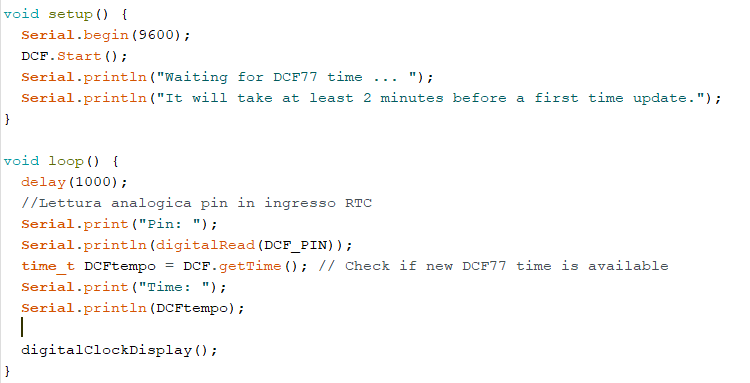 void setup() {
  Serial.begin(9600);
  DCF.Start();
  Serial.println("Waiting for DCF77 time ... ");
  Serial.println("It will take at least 2 minutes before a first time update.");
}

void loop() {
  delay(1000);
  //Lettura analogica pin in ingresso RTC
  Serial.print("Pin: ");
  Serial.println(digitalRead(DCF_PIN));
  time_t DCFtempo = DCF.getTime(); // Check if new DCF77 time is available
  Serial.print("Time: ");
  Serial.println(DCFtempo);

  digitalClockDisplay();
}